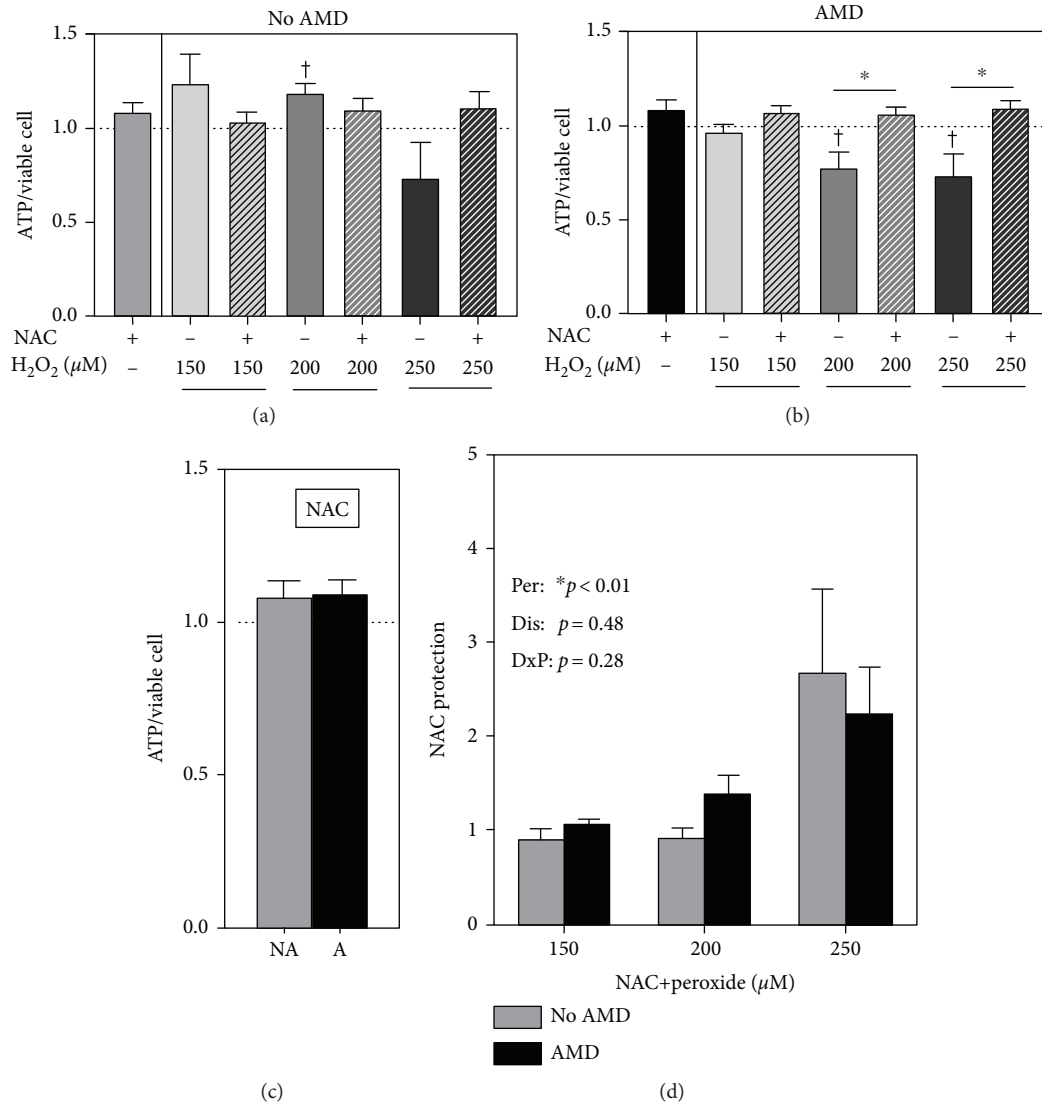 No AMD
1.5
1.0
0.5
0.0
ATP/viable cell
†
NAC + − + − + − +
H₂O₂ (μM) − 150 150 200 200 250 250
(a)
AMD
1.5
1.0
0.5
0.0
ATP/viable cell
* *
† †
NAC + − + − + − +
H₂O₂ (μM) − 150 150 200 200 250 250
(b)
1.5
1.0
0.5
0.0
ATP/viable cell
NAC
NA A
(c)
5
4
3
2
1
0
NAC protection
Per: *p < 0.01
Dis: p = 0.48
DxP: p = 0.28
150 200 250
NAC+peroxide (μM)
No AMD
AMD
(d)